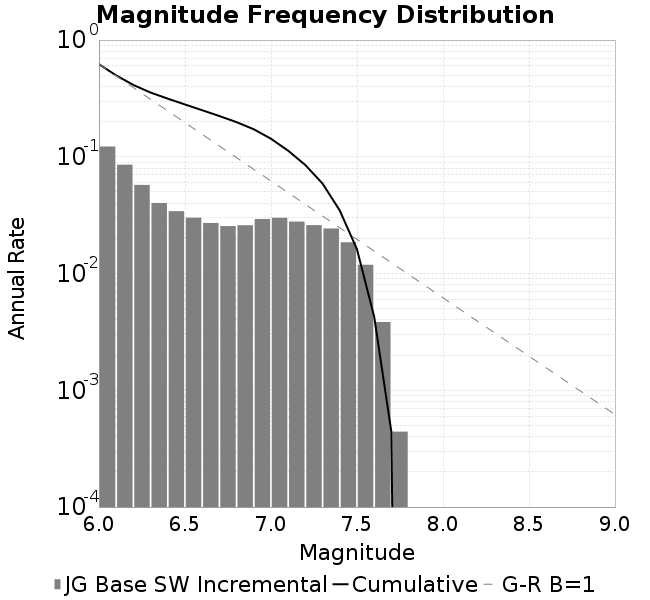 Magnitude Frequency Distribution
10^0
10^-1
10^-2
10^-3
10^-4
Annual Rate
6.0 6.5 7.0 7.5 8.0 8.5 9.0
Magnitude
JG Base SW Incremental Cumulative G-R B=1